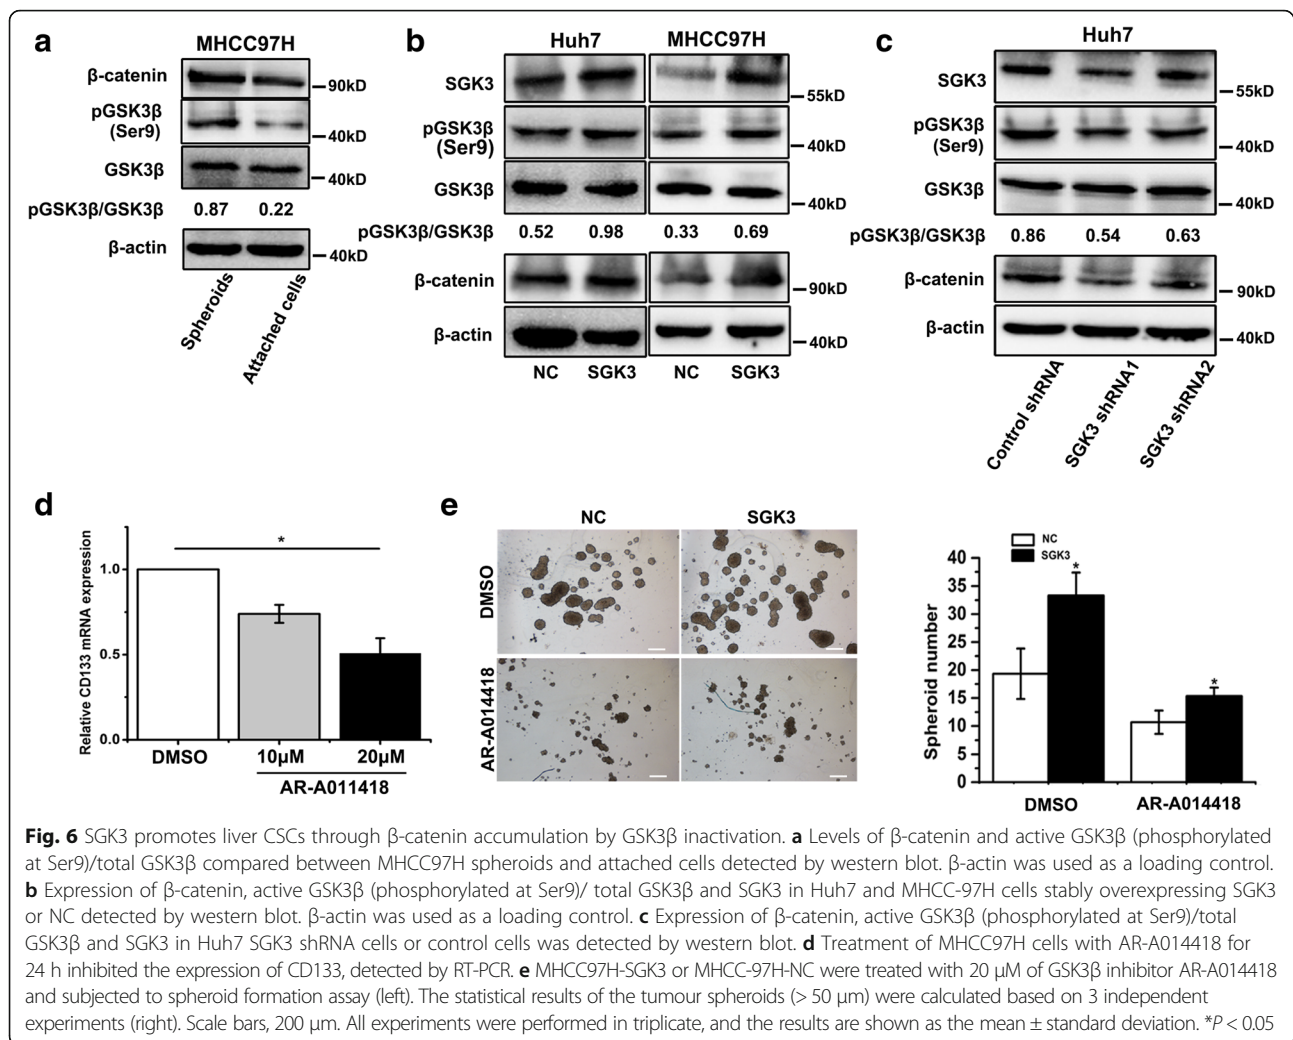 a
MHCC97H
β-catenin
90kD
pGSK3β
(Ser9)
40kD
GSK3β
40kD
pGSK3β/GSK3β 0.87 0.22
β-actin
40kD
Spheroids
Attached cells
b
Huh7 MHCC97H
SGK3
55kD
pGSK3β
(Ser9)
40kD
GSK3β
40kD
pGSK3β/GSK3β 0.52 0.98 0.33 0.69
β-catenin
90kD
β-actin
40kD
NC SGK3 NC SGK3
c
Huh7
SGK3
55kD
pGSK3β
(Ser9)
40kD
GSK3β
40kD
pGSK3β/GSK3β 0.86 0.54 0.63
β-catenin
90kD
β-actin
40kD
Control shRNA
SGK3 shRNA1
SGK3 shRNA2
d
Relative CD133 mRNA expression
1.0
0.5
0.0
*
DMSO 10μM 20μM
AR-A011418
e
NC SGK3
DMSO
AR-A014418
NC
SGK3
Spheroid number
40
35
30
25
20
15
10
5
0
*
*
DMSO AR-A014418
Fig. 6 SGK3 promotes liver CSCs through β-catenin accumulation by GSK3β inactivation. a Levels of β-catenin and active GSK3β (phosphorylated
at Ser9)/total GSK3β compared between MHCC97H spheroids and attached cells detected by western blot. β-actin was used as a loading control.
b Expression of β-catenin, active GSK3β (phosphorylated at Ser9)/ total GSK3β and SGK3 in Huh7 and MHCC-97H cells stably overexpressing SGK3
or NC detected by western blot. β-actin was used as a loading control. c Expression of β-catenin, active GSK3β (phosphorylated at Ser9)/total
GSK3β and SGK3 in Huh7 SGK3 shRNA cells or control cells was detected by western blot. d Treatment of MHCC97H cells with AR-A014418 for
24 h inhibited the expression of CD133, detected by RT-PCR. e MHCC97H-SGK3 or MHCC-97H-NC were treated with 20 μM of GSK3β inhibitor AR-A014418
and subjected to spheroid formation assay (left). The statistical results of the tumour spheroids (> 50 μm) were calculated based on 3 independent
experiments (right). Scale bars, 200 μm. All experiments were performed in triplicate, and the results are shown as the mean ± standard deviation. *P < 0.05